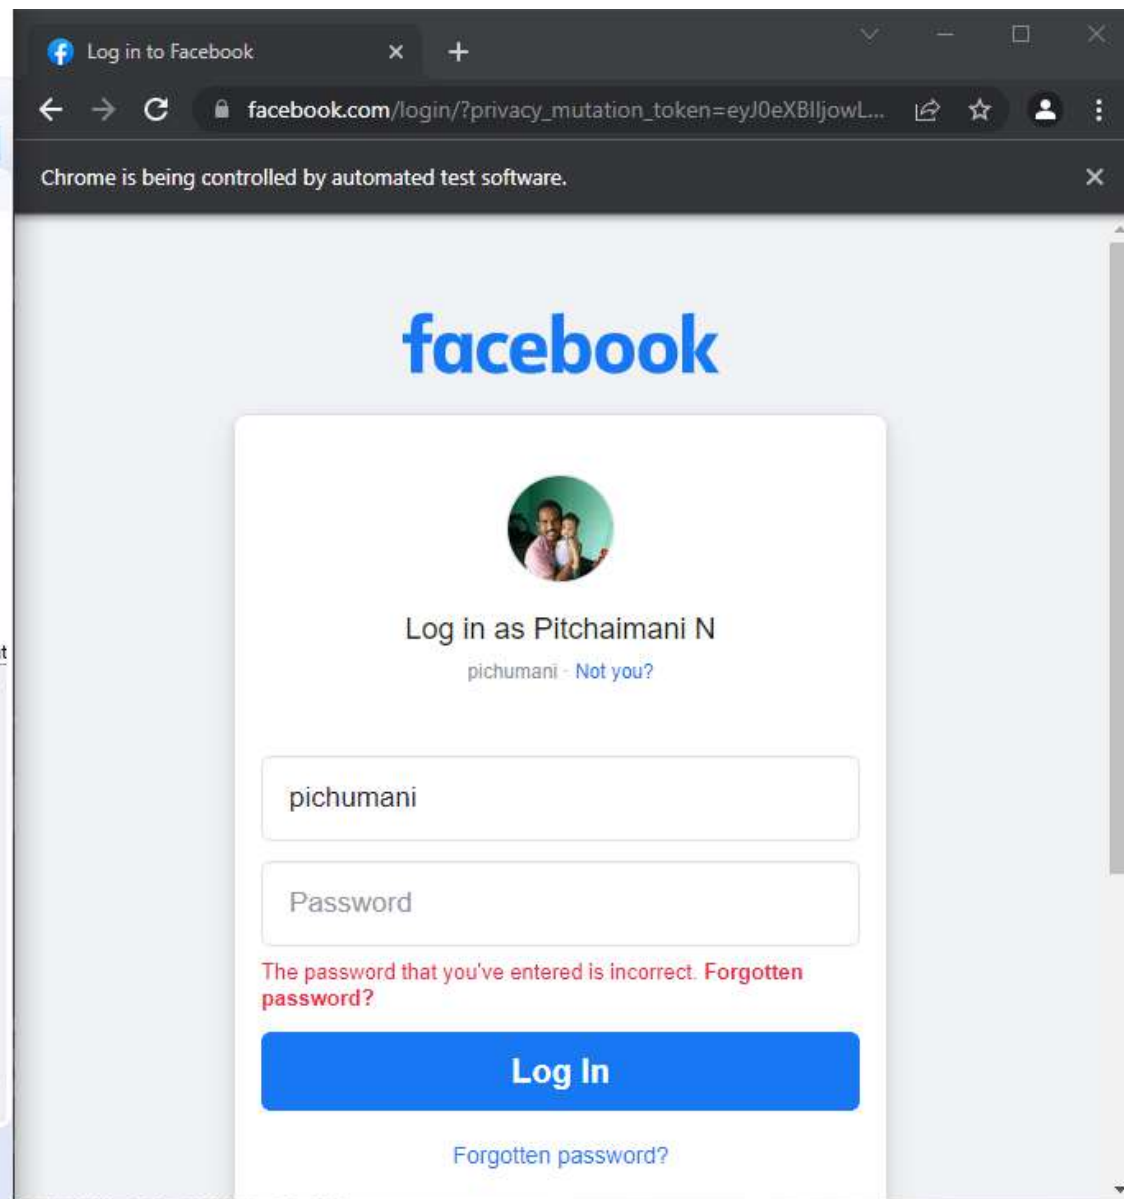 Log in to Facebook
facebook.com/login/?privacy_mutation_token=eyJ0eXBlIjowL...
Chrome is being controlled by automated test software.
facebook
Log in as Pitchaimani N
pichumani · Not you?
pichumani
Password
The password that you've entered is incorrect. Forgotten
password?
Log In
Forgotten password?